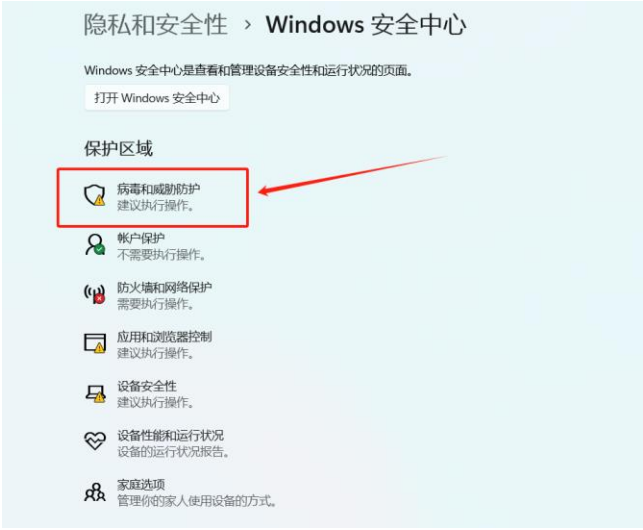 隐私和安全性 › Windows 安全中心
Windows 安全中心是查看和管理设备安全性和运行状况的页面。
打开 Windows 安全中心
保护区域
病毒和威胁防护
建议执行操作。
帐户保护
不需要执行操作。
防火墙和网络保护
需要执行操作。
应用和浏览器控制
建议执行操作。
设备安全性
建议执行操作。
设备性能和运行状况
设备的运行状况报告。
家庭选项
管理你的家人使用设备的方式。